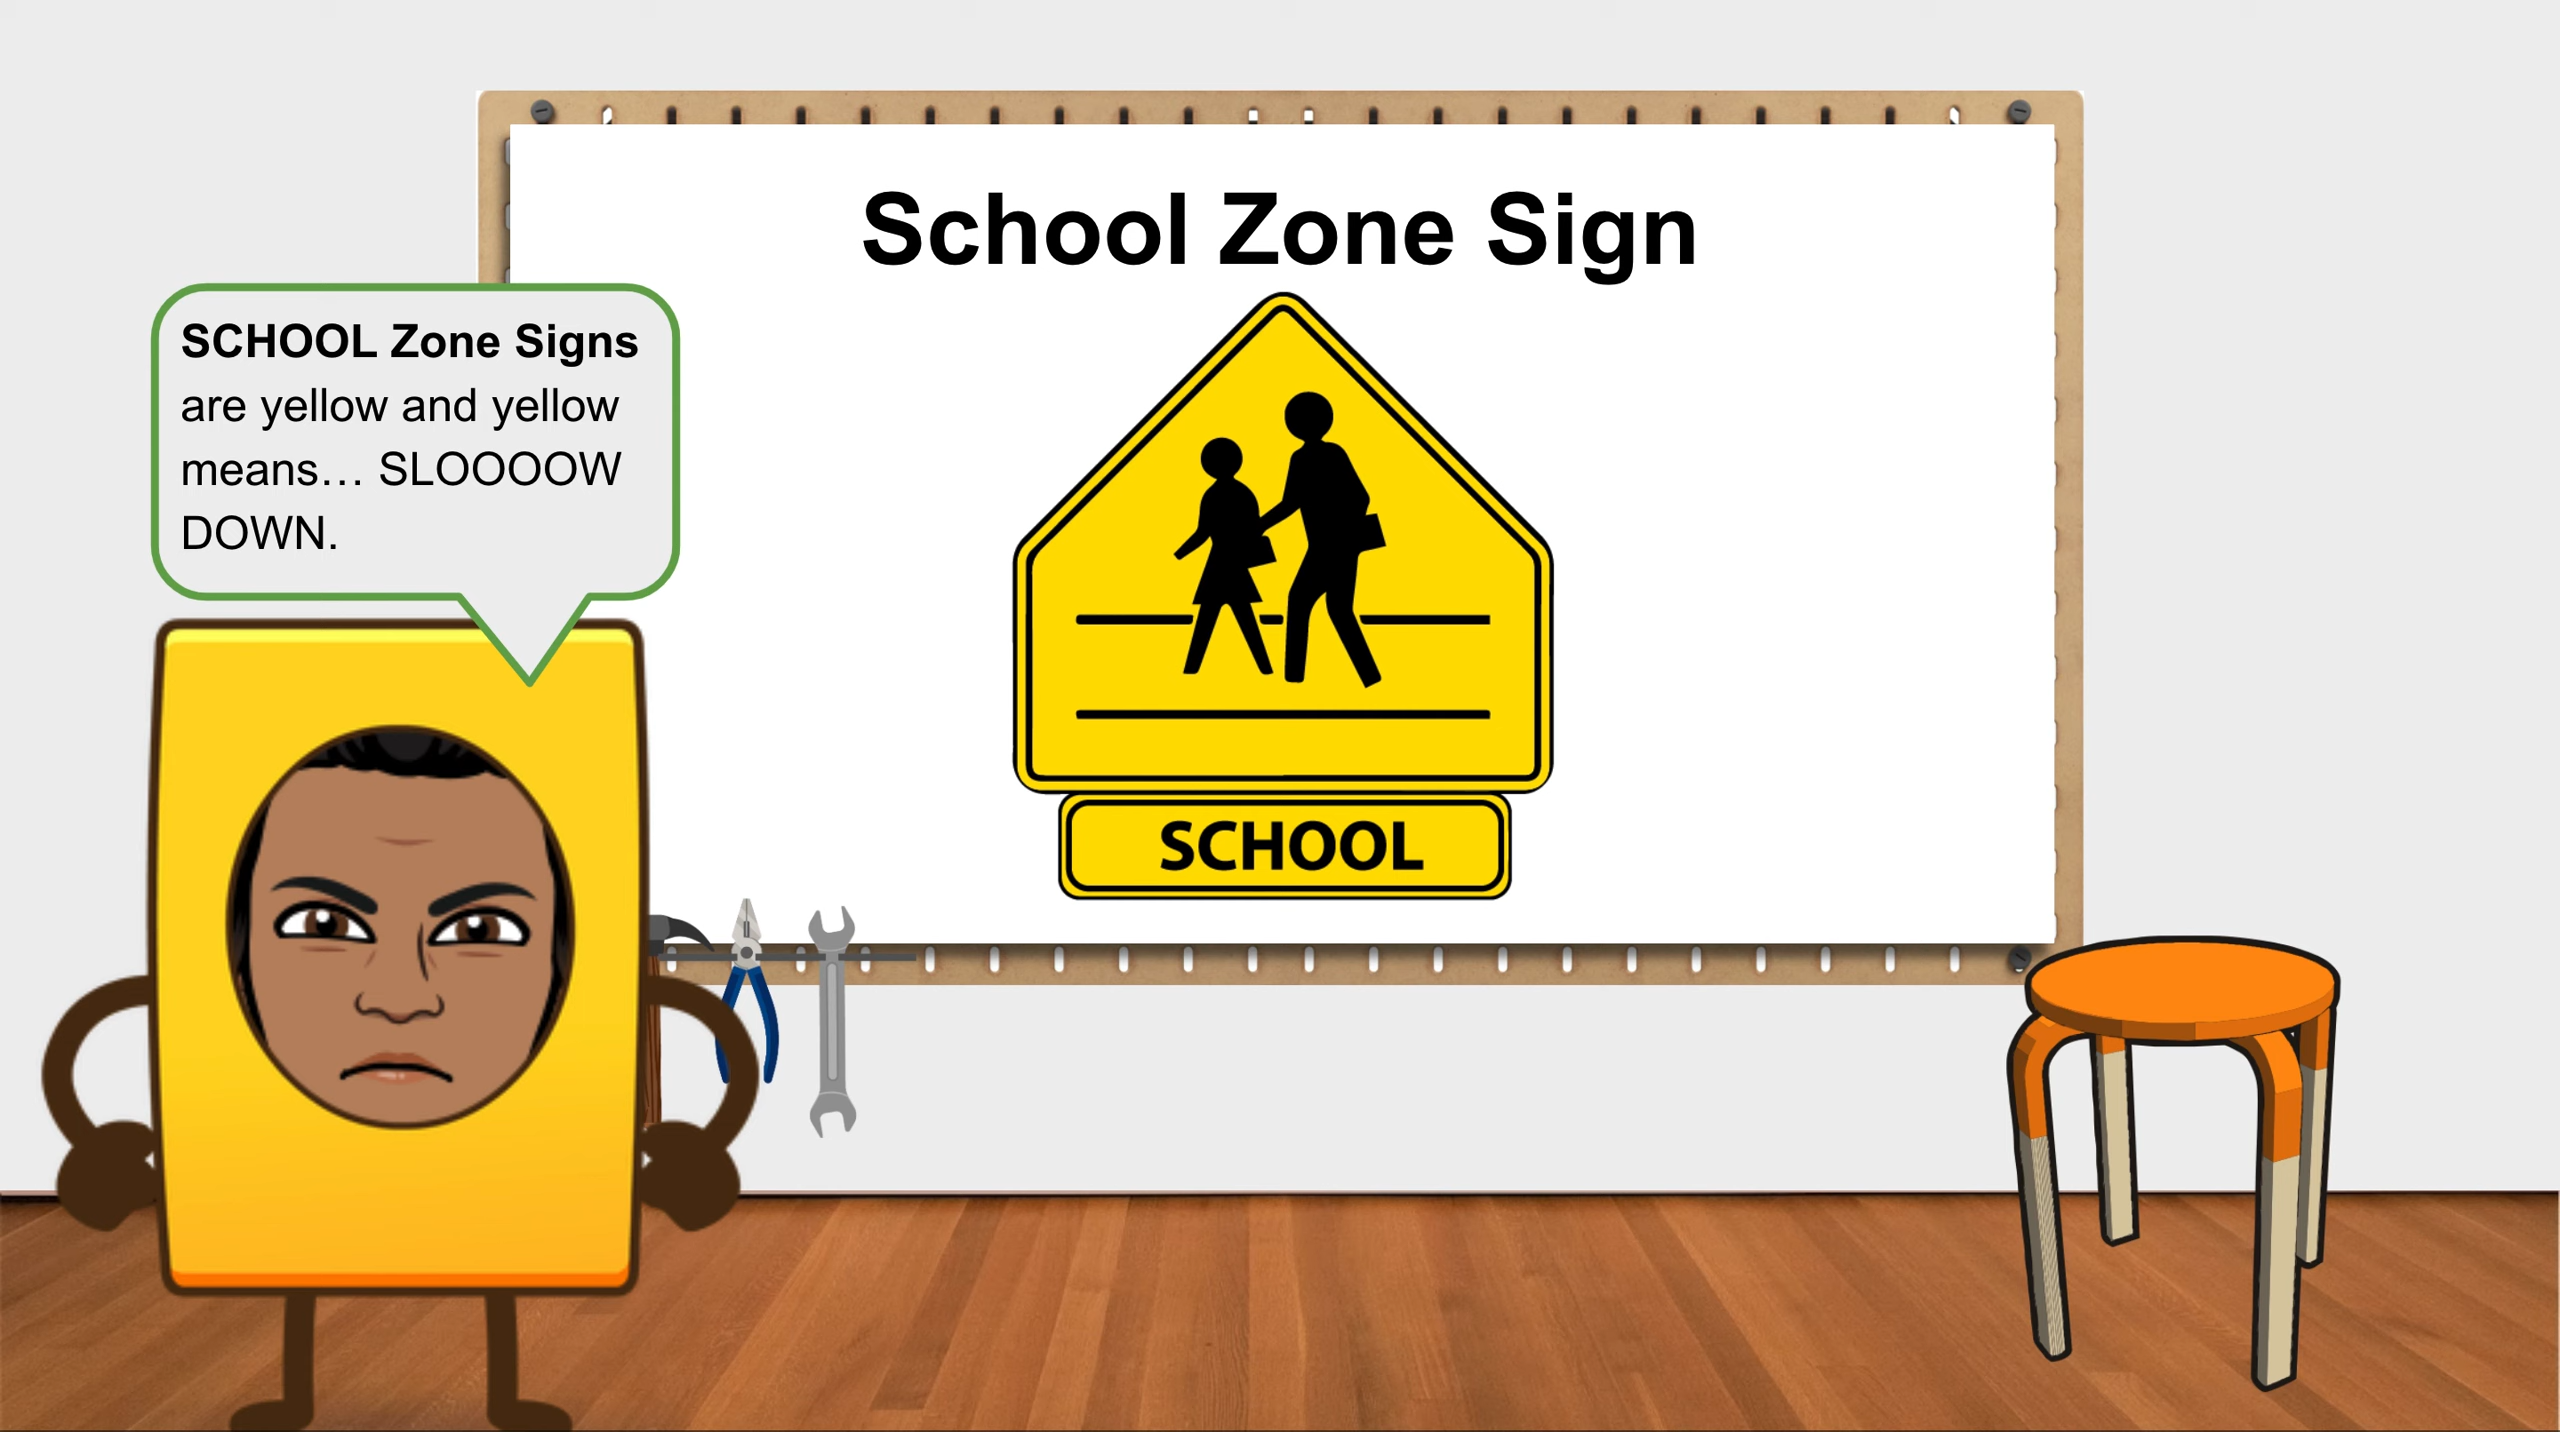 School Zone Sign
SCHOOL Zone Signs
are yellow and yellow
means… SLOOOOW
DOWN.
SCHOOL